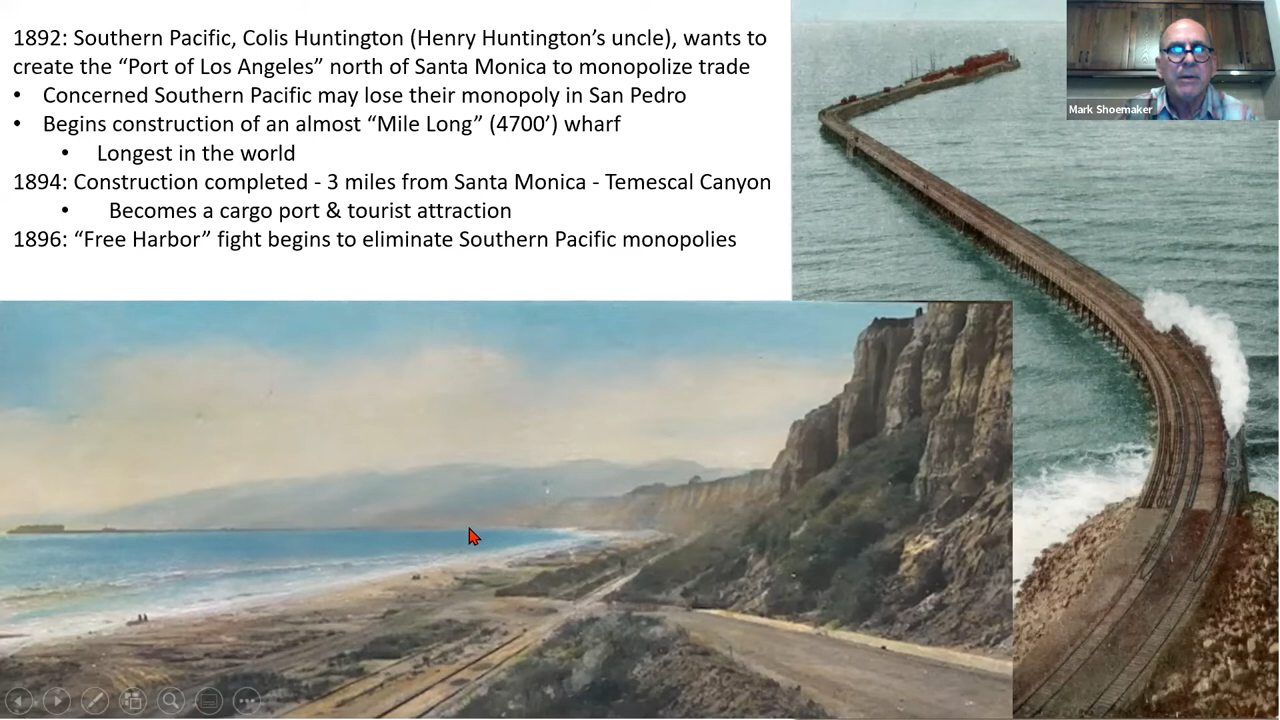 1892: Southern Pacific, Colis Huntington (Henry Huntington’s uncle), wants to
create the “Port of Los Angeles” north of Santa Monica to monopolize trade
• Concerned Southern Pacific may lose their monopoly in San Pedro
• Begins construction of an almost “Mile Long” (4700’) wharf
• Longest in the world
1894: Construction completed - 3 miles from Santa Monica - Temescal Canyon
• Becomes a cargo port & tourist attraction
1896: “Free Harbor” fight begins to eliminate Southern Pacific monopolies
Mark Shoemaker